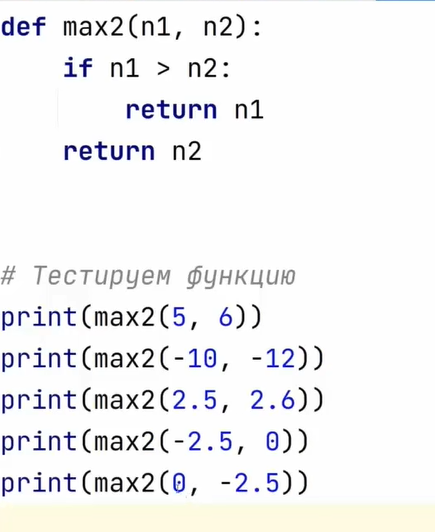 def max2(n1, n2):
    if n1 > n2:
        return n1
    return n2
# Тестируем функцию
print(max2(5, 6))
print(max2(-10, -12))
print(max2(2.5, 2.6))
print(max2(-2.5, 0))
print(max2(0, -2.5))